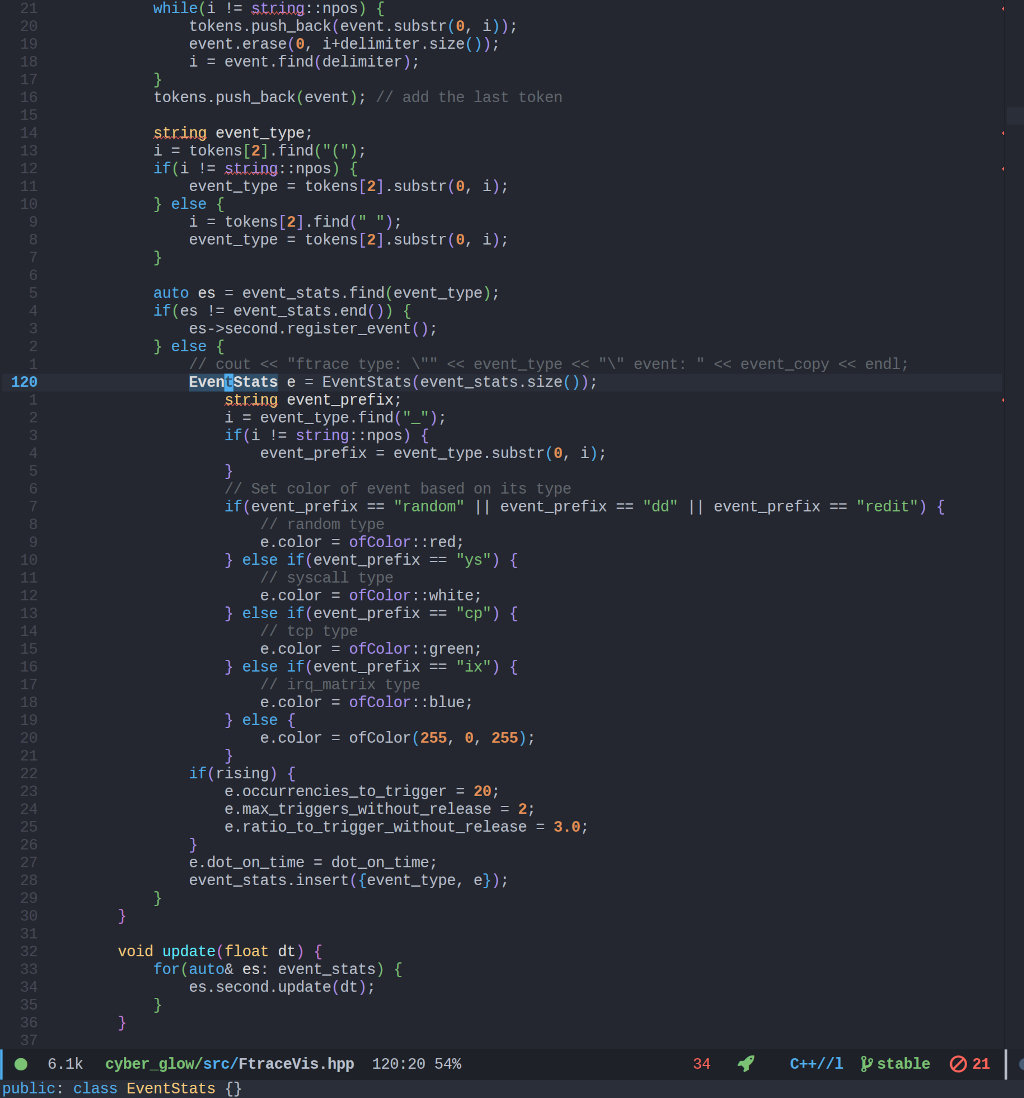 21             while(i != string::npos) {
20                 tokens.push_back(event.substr(0, i));
19                 event.erase(0, i+delimiter.size());
18                 i = event.find(delimiter);
17             }
16             tokens.push_back(event); // add the last token
15
14             string event_type;
13             i = tokens[2].find("(");
12             if(i != string::npos) {
11                 event_type = tokens[2].substr(0, i);
10             } else {
9                 i = tokens[2].find(" ");
8                 event_type = tokens[2].substr(0, i);
7             }
6
5             auto es = event_stats.find(event_type);
4             if(es != event_stats.end()) {
3                 es->second.register_event();
2             } else {
1                 // cout << "ftrace type: \"" << event_type << "\" event: " << event_copy << endl;
120                 EventStats e = EventStats(event_stats.size());
1                     string event_prefix;
2                     i = event_type.find("_");
3                     if(i != string::npos) {
4                         event_prefix = event_type.substr(0, i);
5                     }
6                     // Set color of event based on its type
7                     if(event_prefix == "random" || event_prefix == "dd" || event_prefix == "redit") {
8                         // random type
9                         e.color = ofColor::red;
10                     } else if(event_prefix == "ys") {
11                         // syscall type
12                         e.color = ofColor::white;
13                     } else if(event_prefix == "cp") {
14                         // tcp type
15                         e.color = ofColor::green;
16                     } else if(event_prefix == "ix") {
17                         // irq_matrix type
18                         e.color = ofColor::blue;
19                     } else {
20                         e.color = ofColor(255, 0, 255);
21                     }
22                 if(rising) {
23                     e.occurrencies_to_trigger = 20;
24                     e.max_triggers_without_release = 2;
25                     e.ratio_to_trigger_without_release = 3.0;
26                 }
27                 e.dot_on_time = dot_on_time;
28                 event_stats.insert({event_type, e});
29             }
30         }
31
32         void update(float dt) {
33             for(auto& es: event_stats) {
34                 es.second.update(dt);
35             }
36         }
37
6.1k cyber_glow/src/FtraceVis.hpp 120:20 54% 34 C++//l stable 21
public: class EventStats {}